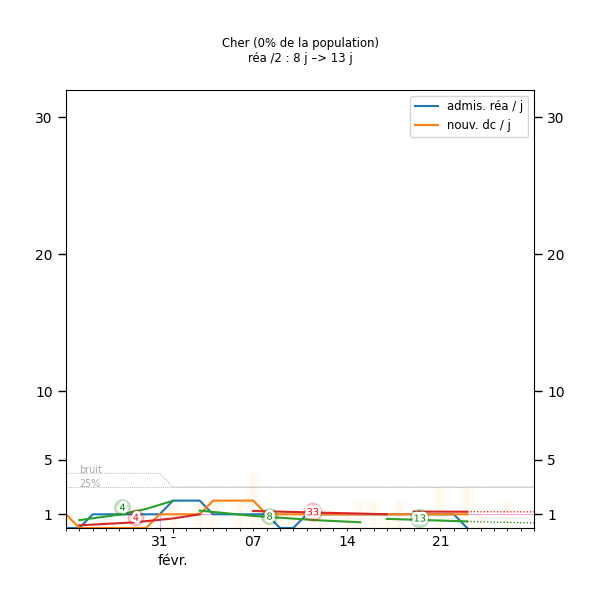 Cher (0% de la population)
réa /2 : 8 j –> 13 j
admis. réa / j
nouv. dc / j
30 30
20 20
10 10
5 5
bruit
25%
4
4
8
33
13
1 1
31 - 07 14 21
févr.